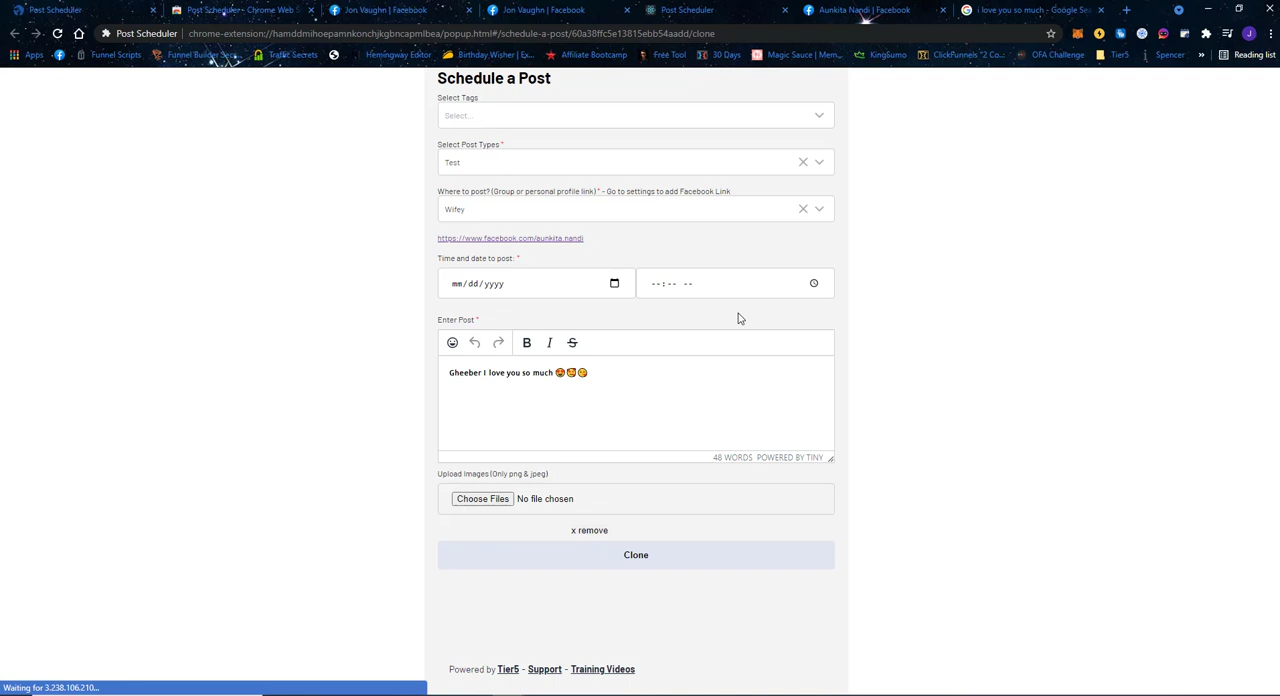 Post Scheduler
Post Scheduler - Chrome Web S
Jon Vaughn | Facebook
Jon Vaughn | Facebook
Post Scheduler
Aunkita Nandi | Facebook
i love you so much - Google Sea
Post Scheduler chrome-extension://hamddmihoepamnkonchjkgbncapmlbea/popup.html#/schedule-a-post/60a38ffc5e13815ebb54aadd/clone
J
Apps Funnel Scripts Funnel Builder Secr... Traffic Secrets Hemingway Editor Birthday Wisher | Ex... Affiliate Bootcamp Free Tool 30 Days Magic Sauce | Mem... KingSumo ClickFunnels "2 Co... OFA Challenge Tier5 Spencer » Reading list
Schedule a Post
Select Tags
Select...
Select Post Types *
Test
Where to post? (Group or personal profile link) * - Go to settings to add Facebook Link
Wifey
https://www.facebook.com/aunkita.nandi
Time and date to post: *
mm/dd/yyyy --:-- --
Enter Post *
B I S
Gheeber I love you so much 😍🥰😘
48 WORDS POWERED BY TINY
Upload Images (Only png & jpeg)
Choose Files No file chosen
x remove
Clone
Powered by Tier5 - Support - Training Videos
Waiting for 3.238.106.210...